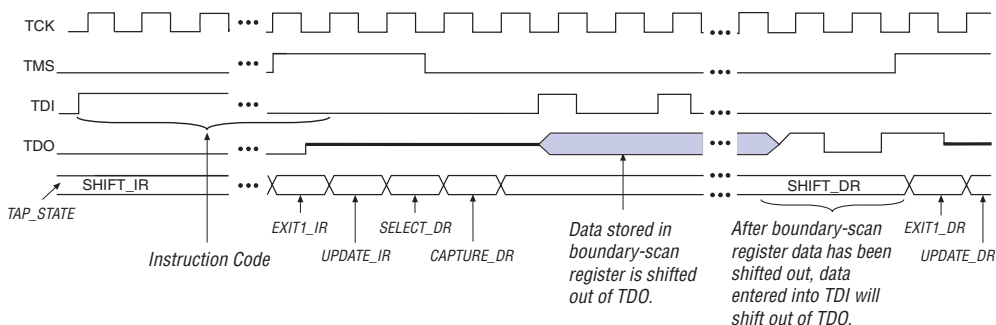 TCK
TMS
TDI
TDO
SHIFT_IR
SHIFT_DR
TAP_STATE
EXIT1_IR
SELECT_DR
EXIT1_DR
Instruction Code
UPDATE_IR
CAPTURE_DR
UPDATE_DR
Data stored in
boundary-scan
register is shifted
out of TDO.
After boundary-scan
register data has been
shifted out, data
entered into TDI will
shift out of TDO.